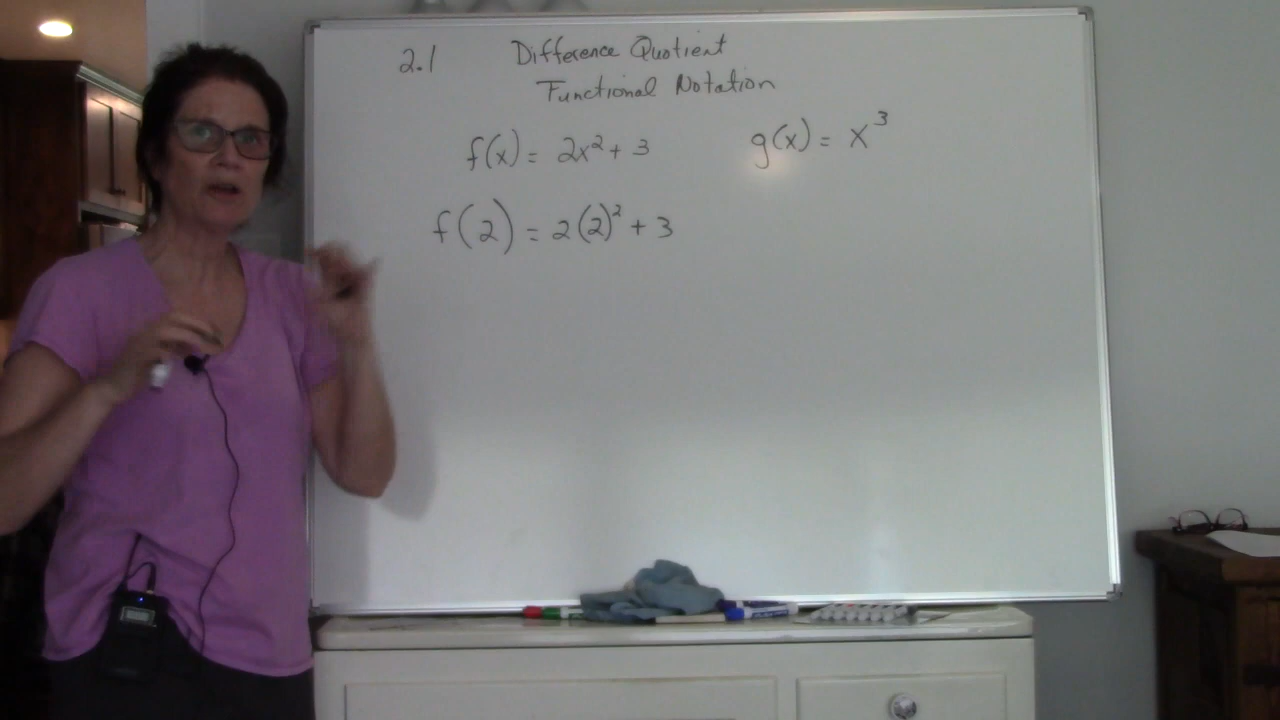 2.1 Difference Quotient
Functional Notation
f(x) = 2x² + 3 g(x) = x³
f(2) = 2(2)² + 3